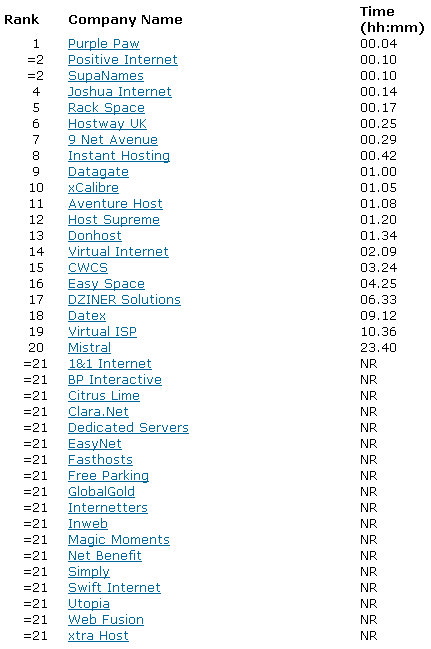 Rank Company Name Time (hh:mm)
1 Purple Paw 00.04
=2 Positive Internet 00.10
=2 SupaNames 00.10
4 Joshua Internet 00.14
5 Rack Space 00.17
6 Hostway UK 00.25
7 9 Net Avenue 00.29
8 Instant Hosting 00.42
9 Datagate 01.00
10 xCalibre 01.05
11 Aventure Host 01.08
12 Host Supreme 01.20
13 Donhost 01.34
14 Virtual Internet 02.09
15 CWCS 03.24
16 Easy Space 04.25
17 DZINER Solutions 06.33
18 Datex 09.12
19 Virtual ISP 10.36
20 Mistral 23.40
=21 1&1 Internet NR
=21 BP Interactive NR
=21 Citrus Lime NR
=21 Clara.Net NR
=21 Dedicated Servers NR
=21 EasyNet NR
=21 Fasthosts NR
=21 Free Parking NR
=21 GlobalGold NR
=21 Internetters NR
=21 Inweb NR
=21 Magic Moments NR
=21 Net Benefit NR
=21 Simply NR
=21 Swift Internet NR
=21 Utopia NR
=21 Web Fusion NR
=21 xtra Host NR